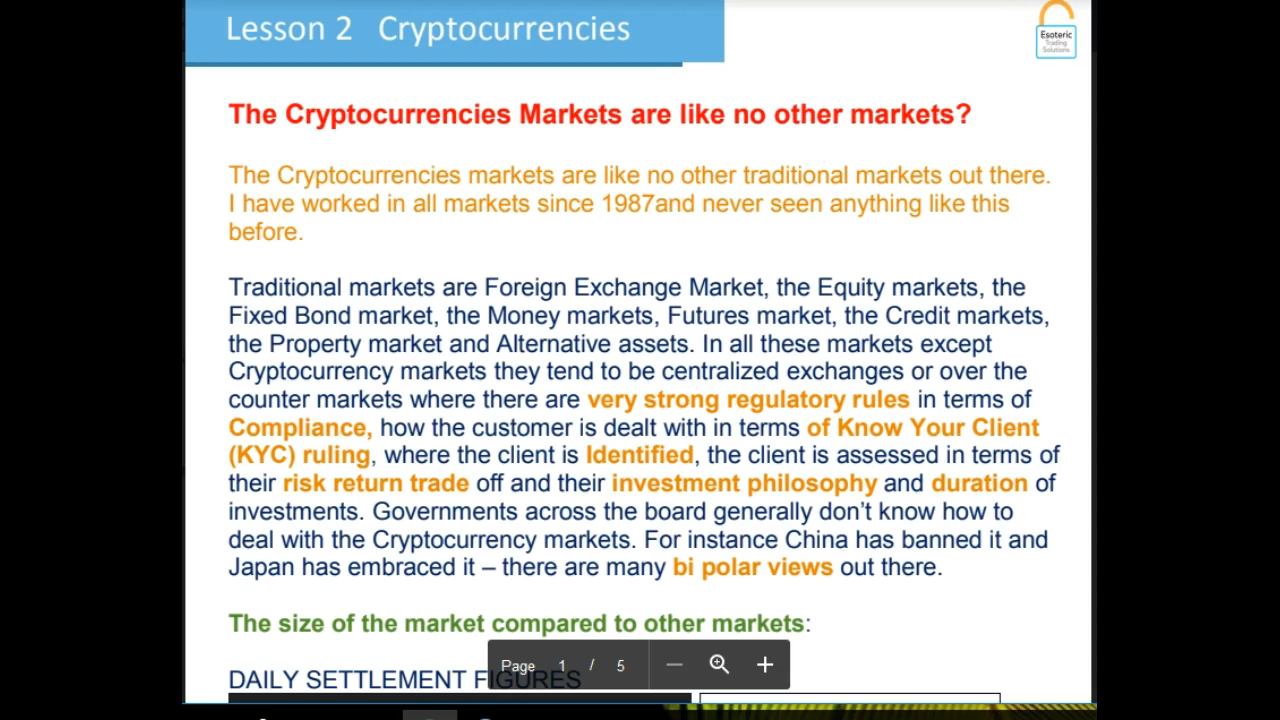 Lesson 2 Cryptocurrencies
Esoteric
Trading
Solutions
The Cryptocurrencies Markets are like no other markets?
The Cryptocurrencies markets are like no other traditional markets out there.
I have worked in all markets since 1987and never seen anything like this
before.
Traditional markets are Foreign Exchange Market, the Equity markets, the
Fixed Bond market, the Money markets, Futures market, the Credit markets,
the Property market and Alternative assets. In all these markets except
Cryptocurrency markets they tend to be centralized exchanges or over the
counter markets where there are very strong regulatory rules in terms of
Compliance, how the customer is dealt with in terms of Know Your Client
(KYC) ruling, where the client is Identified, the client is assessed in terms of
their risk return trade off and their investment philosophy and duration of
investments. Governments across the board generally don’t know how to
deal with the Cryptocurrency markets. For instance China has banned it and
Japan has embraced it – there are many bi polar views out there.
The size of the market compared to other markets:
Page 1 / 5
DAILY SETTLEMENT FIGURES